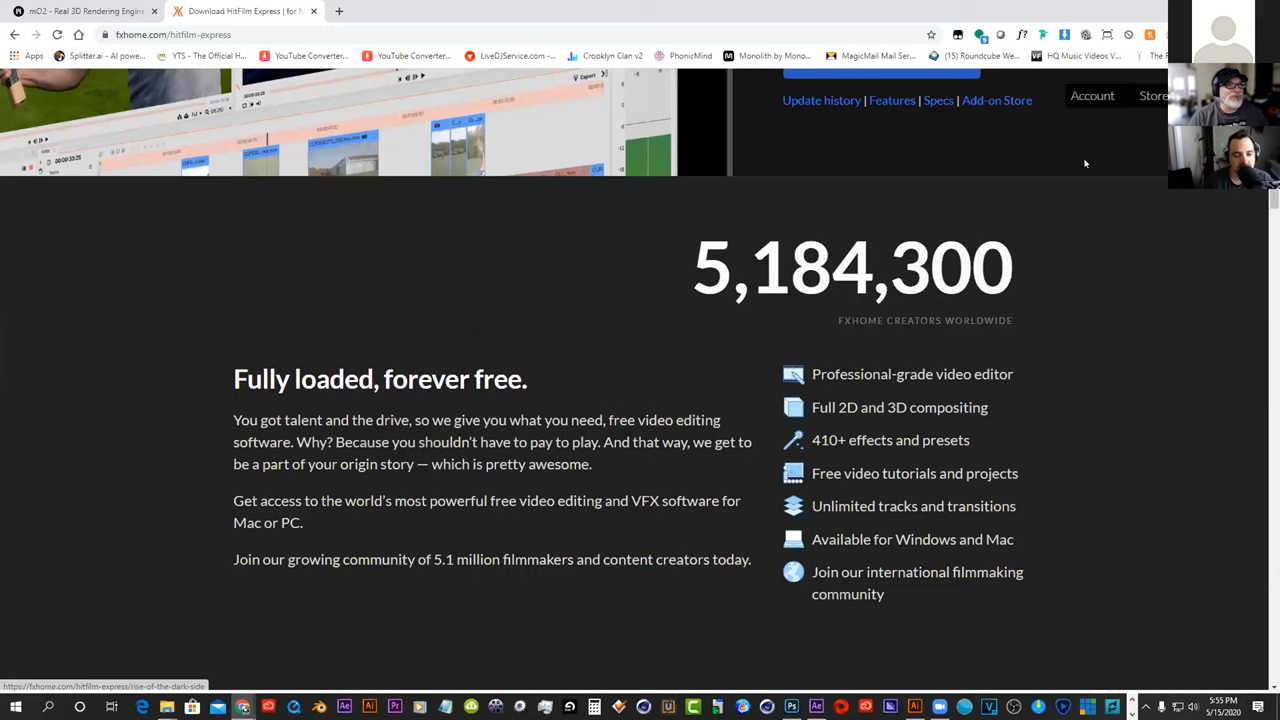 mO2 - Real 3D Rendering Engin
Download HitFilm Express | for M
fxhome.com/hitfilm-express
Apps
Splitter.ai
YTS - The Official H...
YouTube Converter...
YouTube Converter...
LiveDJService.com -...
Crooklyn Clan v2
PhonicMind
Monolith by Mono...
MagicMail Mail Ser...
(15) Roundcube We...
HQ Music Videos V...
Export
00:00:33:25
Update history | Features | Specs | Add-on Store
Account
Store
5,184,300
FXHOME CREATORS WORLDWIDE
Fully loaded, forever free.
You got talent and the drive, so we give you what you need, free video editing
software. Why? Because you shouldn't have to pay to play. And that way, we get to
be a part of your origin story — which is pretty awesome.
Get access to the world's most powerful free video editing and VFX software for
Mac or PC.
Join our growing community of 5.1 million filmmakers and content creators today.
Professional-grade video editor
Full 2D and 3D compositing
410+ effects and presets
Free video tutorials and projects
Unlimited tracks and transitions
Available for Windows and Mac
Join our international filmmaking
community
https://fxhome.com/hitfilm-express/rise-of-the-dark-side
5:55 PM
5/15/2020